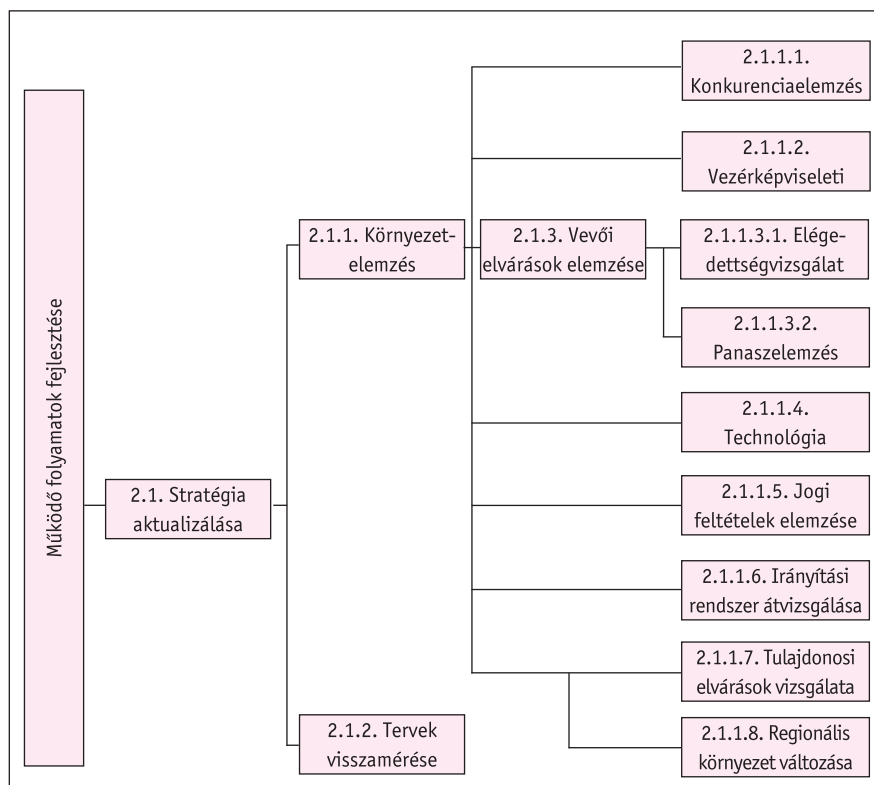 Működő folyamatok fejlesztése
2.1. Stratégia
aktualizálása
2.1.1. Környezet-
elemzés
2.1.2. Tervek
visszamérése
2.1.3. Vevői
elvárások elemzése
2.1.1.1.
Konkurenciaelemzés
2.1.1.2.
Vezérképviseleti
2.1.1.3.1. Elége-
dettségvizsgálat
2.1.1.3.2.
Panaszelemzés
2.1.1.4.
Technológia
2.1.1.5. Jogi
feltételek elemzése
2.1.1.6. Irányítási
rendszer átvizsgálása
2.1.1.7. Tulajdonosi
elvárások vizsgálata
2.1.1.8. Regionális
környezet változása